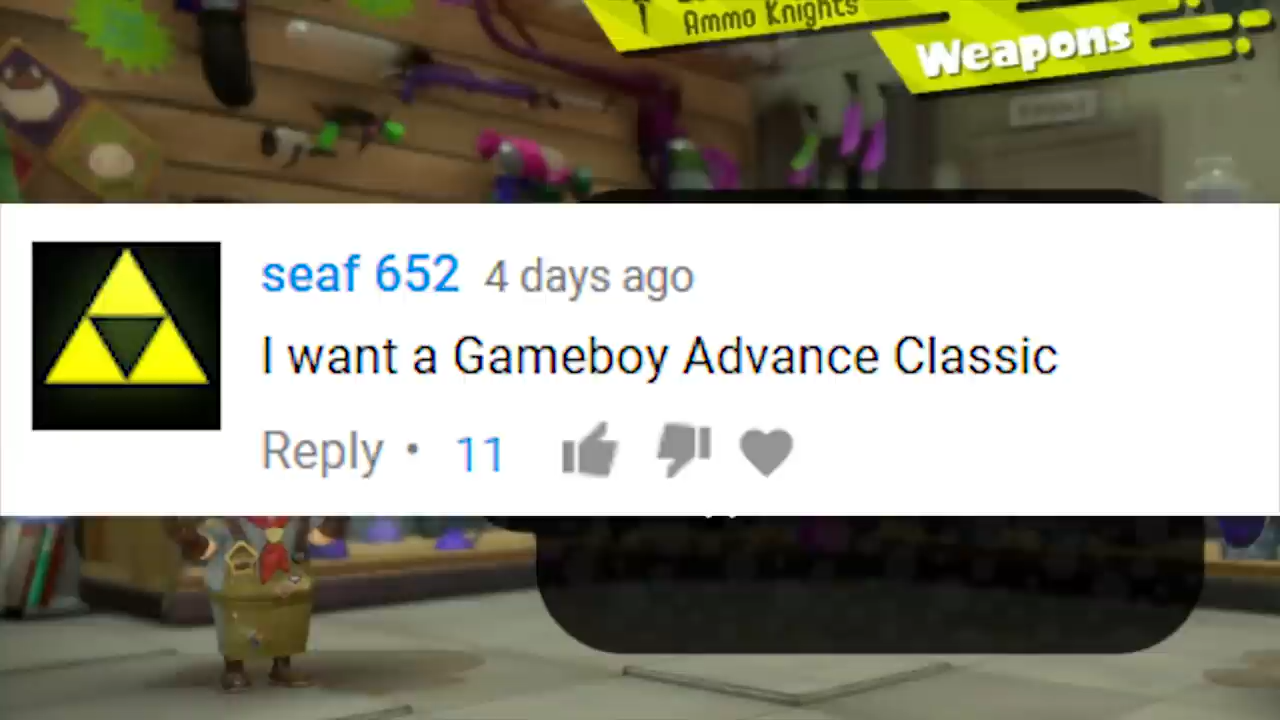 Ammo Knights
Weapons
seaf 652 4 days ago
I want a Gameboy Advance Classic
Reply • 11